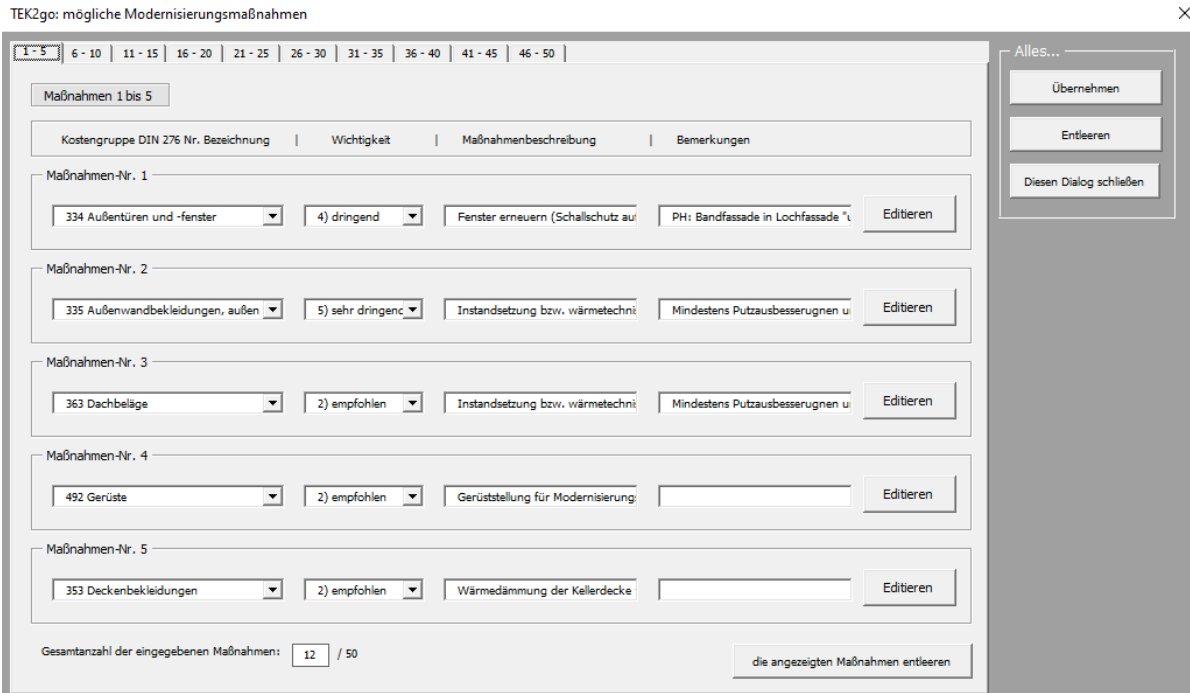 TEK2go: mögliche Modernisierungsmaßnahmen
1 - 5 6 - 10 11 - 15 16 - 20 21 - 25 26 - 30 31 - 35 36 - 40 41 - 45 46 - 50
Maßnahmen 1 bis 5
Kostengruppe DIN 276 Nr. Bezeichnung | Wichtigkeit | Maßnahmenbeschreibung | Bemerkungen
Maßnahmen-Nr. 1
334 Außentüren und -fenster 4) dringend Fenster erneuern (Schallschutz auf PH: Bandfassade in Lochfassade "u Editieren
Maßnahmen-Nr. 2
335 Außenwandbekleidungen, außen 5) sehr dringend Instandsetzung bzw. wärmetechni Mindestens Putzausbesserugnen u Editieren
Maßnahmen-Nr. 3
363 Dachbeläge 2) empfohlen Instandsetzung bzw. wärmetechni Mindestens Putzausbesserugnen u Editieren
Maßnahmen-Nr. 4
492 Gerüste 2) empfohlen Gerüststellung für Modernisierung Editieren
Maßnahmen-Nr. 5
353 Deckenbekleidungen 2) empfohlen Wärmedämmung der Kellerdecke Editieren
Gesamtanzahl der eingegebenen Maßnahmen: 12 / 50
die angezeigten Maßnahmen entleeren
Alles...
Übernehmen
Entleeren
Diesen Dialog schließen